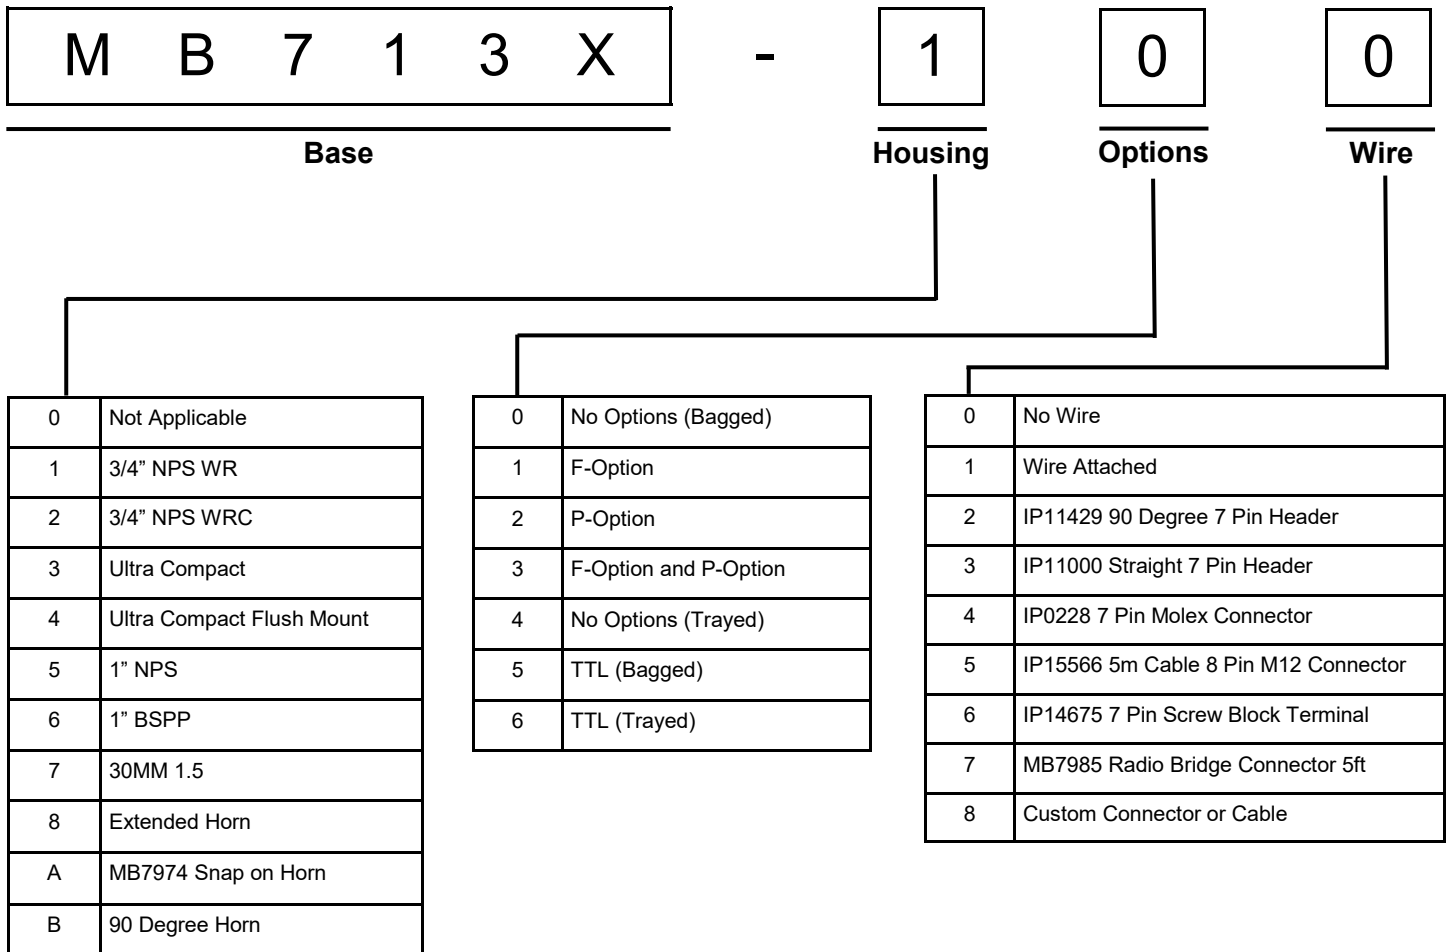 M B 7 1 3 X - 1 0 0
Base Housing Options Wire
0 Not Applicable
1 3/4” NPS WR
2 3/4” NPS WRC
3 Ultra Compact
4 Ultra Compact Flush Mount
5 1” NPS
6 1” BSPP
7 30MM 1.5
8 Extended Horn
A MB7974 Snap on Horn
B 90 Degree Horn
0 No Options (Bagged)
1 F-Option
2 P-Option
3 F-Option and P-Option
4 No Options (Trayed)
5 TTL (Bagged)
6 TTL (Trayed)
0 No Wire
1 Wire Attached
2 IP11429 90 Degree 7 Pin Header
3 IP11000 Straight 7 Pin Header
4 IP0228 7 Pin Molex Connector
5 IP15566 5m Cable 8 Pin M12 Connector
6 IP14675 7 Pin Screw Block Terminal
7 MB7985 Radio Bridge Connector 5ft
8 Custom Connector or Cable